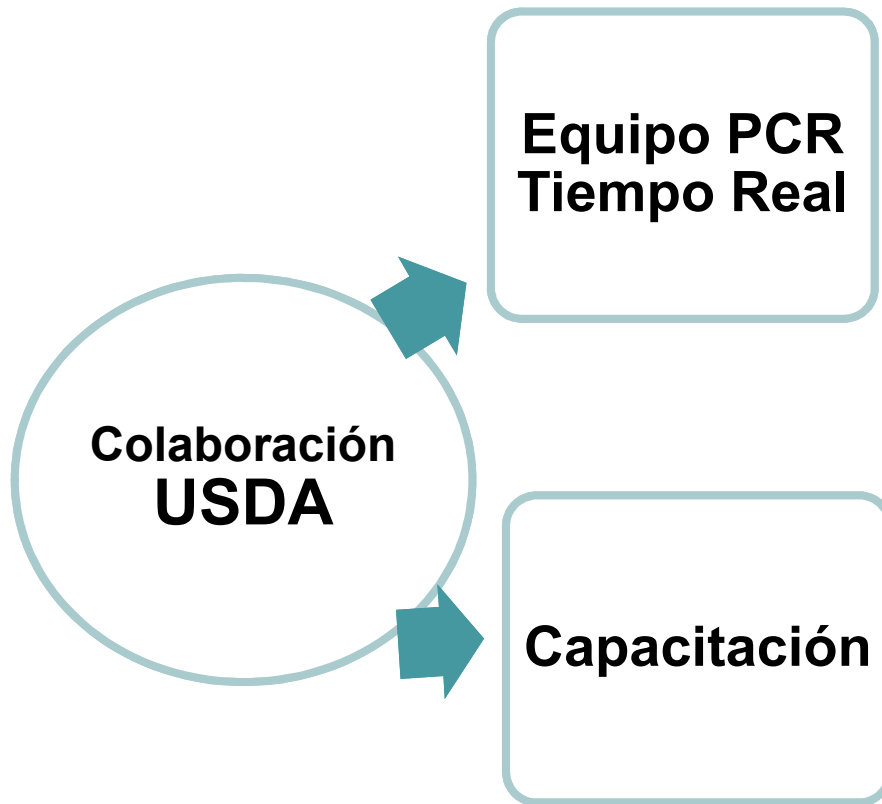 Equipo PCR
Tiempo Real
Colaboración
USDA
Capacitación